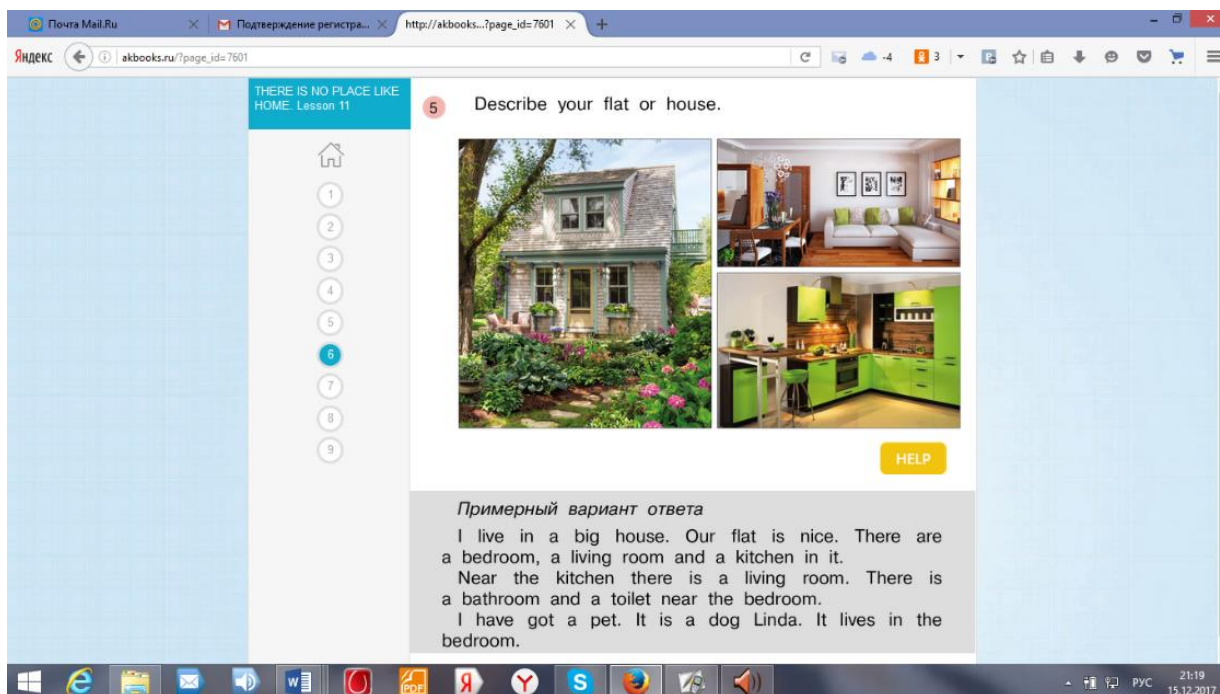 Почта Mail.Ru
Подтверждение регистра...
http://akbooks...?page_id=7601
Яндекс
akbooks.ru/?page_id=7601
-4
3
THERE IS NO PLACE LIKE
HOME. Lesson 11
1
2
3
4
5
6
7
8
9
5 Describe your flat or house.
HELP
Примерный вариант ответа
I live in a big house. Our flat is nice. There are
a bedroom, a living room and a kitchen in it.
Near the kitchen there is a living room. There is
a bathroom and a toilet near the bedroom.
I have got a pet. It is a dog Linda. It lives in the
bedroom.
PDF
РУС
21:19
15.12.2017